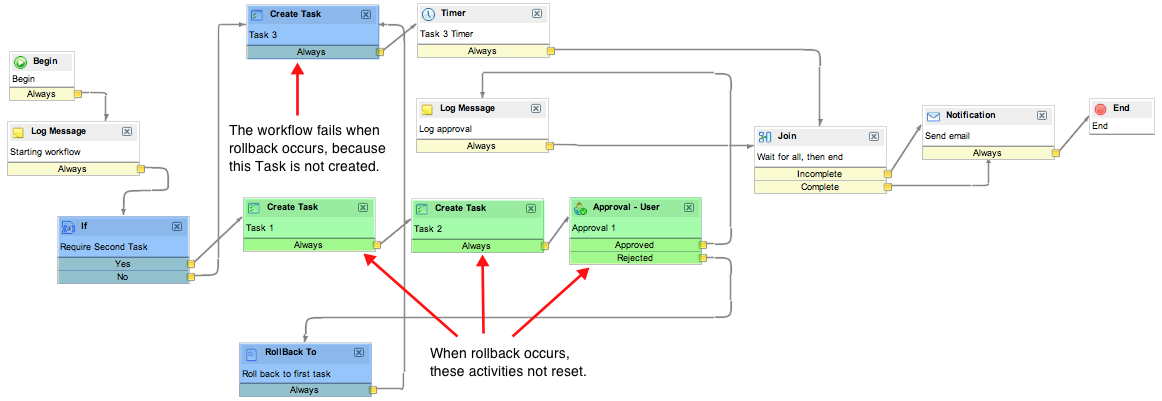 Begin
Begin
Always
Log Message
Starting workflow
Always
If
Require Second Task
Yes
No
Create Task
Task 3
Always
The workflow fails when
rollback occurs, because
this Task is not created.
Timer
Task 3 Timer
Always
Log Message
Log approval
Always
Create Task
Task 1
Always
Create Task
Task 2
Always
Approval - User
Approval 1
Approved
Rejected
RollBack To
Roll back to first task
Always
When rollback occurs,
these activities not reset.
Join
Wait for all, then end
Incomplete
Complete
Notification
Send email
Always
End
End